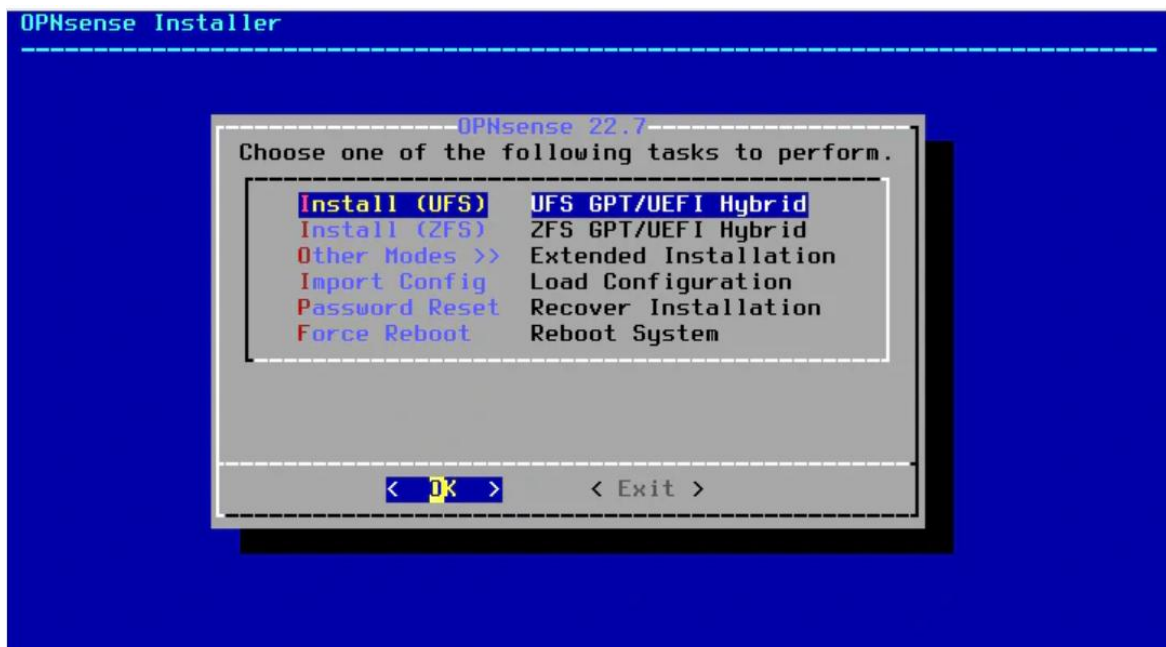 OPNsense Installer
OPNsense 22.7
Choose one of the following tasks to perform.
Install (UFS) UFS GPT/UEFI Hybrid
Install (ZFS) ZFS GPT/UEFI Hybrid
Other Modes >> Extended Installation
Import Config Load Configuration
Password Reset Recover Installation
Force Reboot Reboot System
< OK > < Exit >